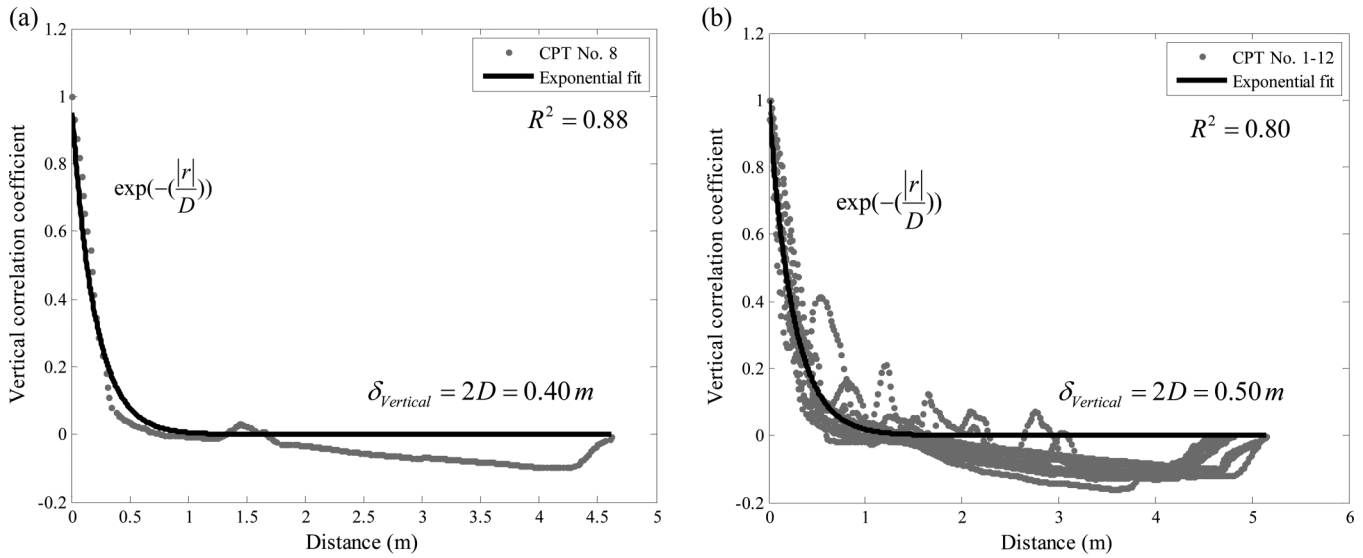 (a)
1.2
1
0.8
0.6
0.4
0.2
0
-0.2
Vertical correlation coefficient
CPT No. 8
Exponential fit
R² = 0.88
exp(−(|r|/D))
δ_Vertical = 2D = 0.40 m
0 0.5 1 1.5 2 2.5 3 3.5 4 4.5 5
Distance (m)
(b)
1.2
1
0.8
0.6
0.4
0.2
0
-0.2
Vertical correlation coefficient
CPT No. 1-12
Exponential fit
R² = 0.80
exp(−(|r|/D))
δ_Vertical = 2D = 0.50 m
0 1 2 3 4 5 6
Distance (m)